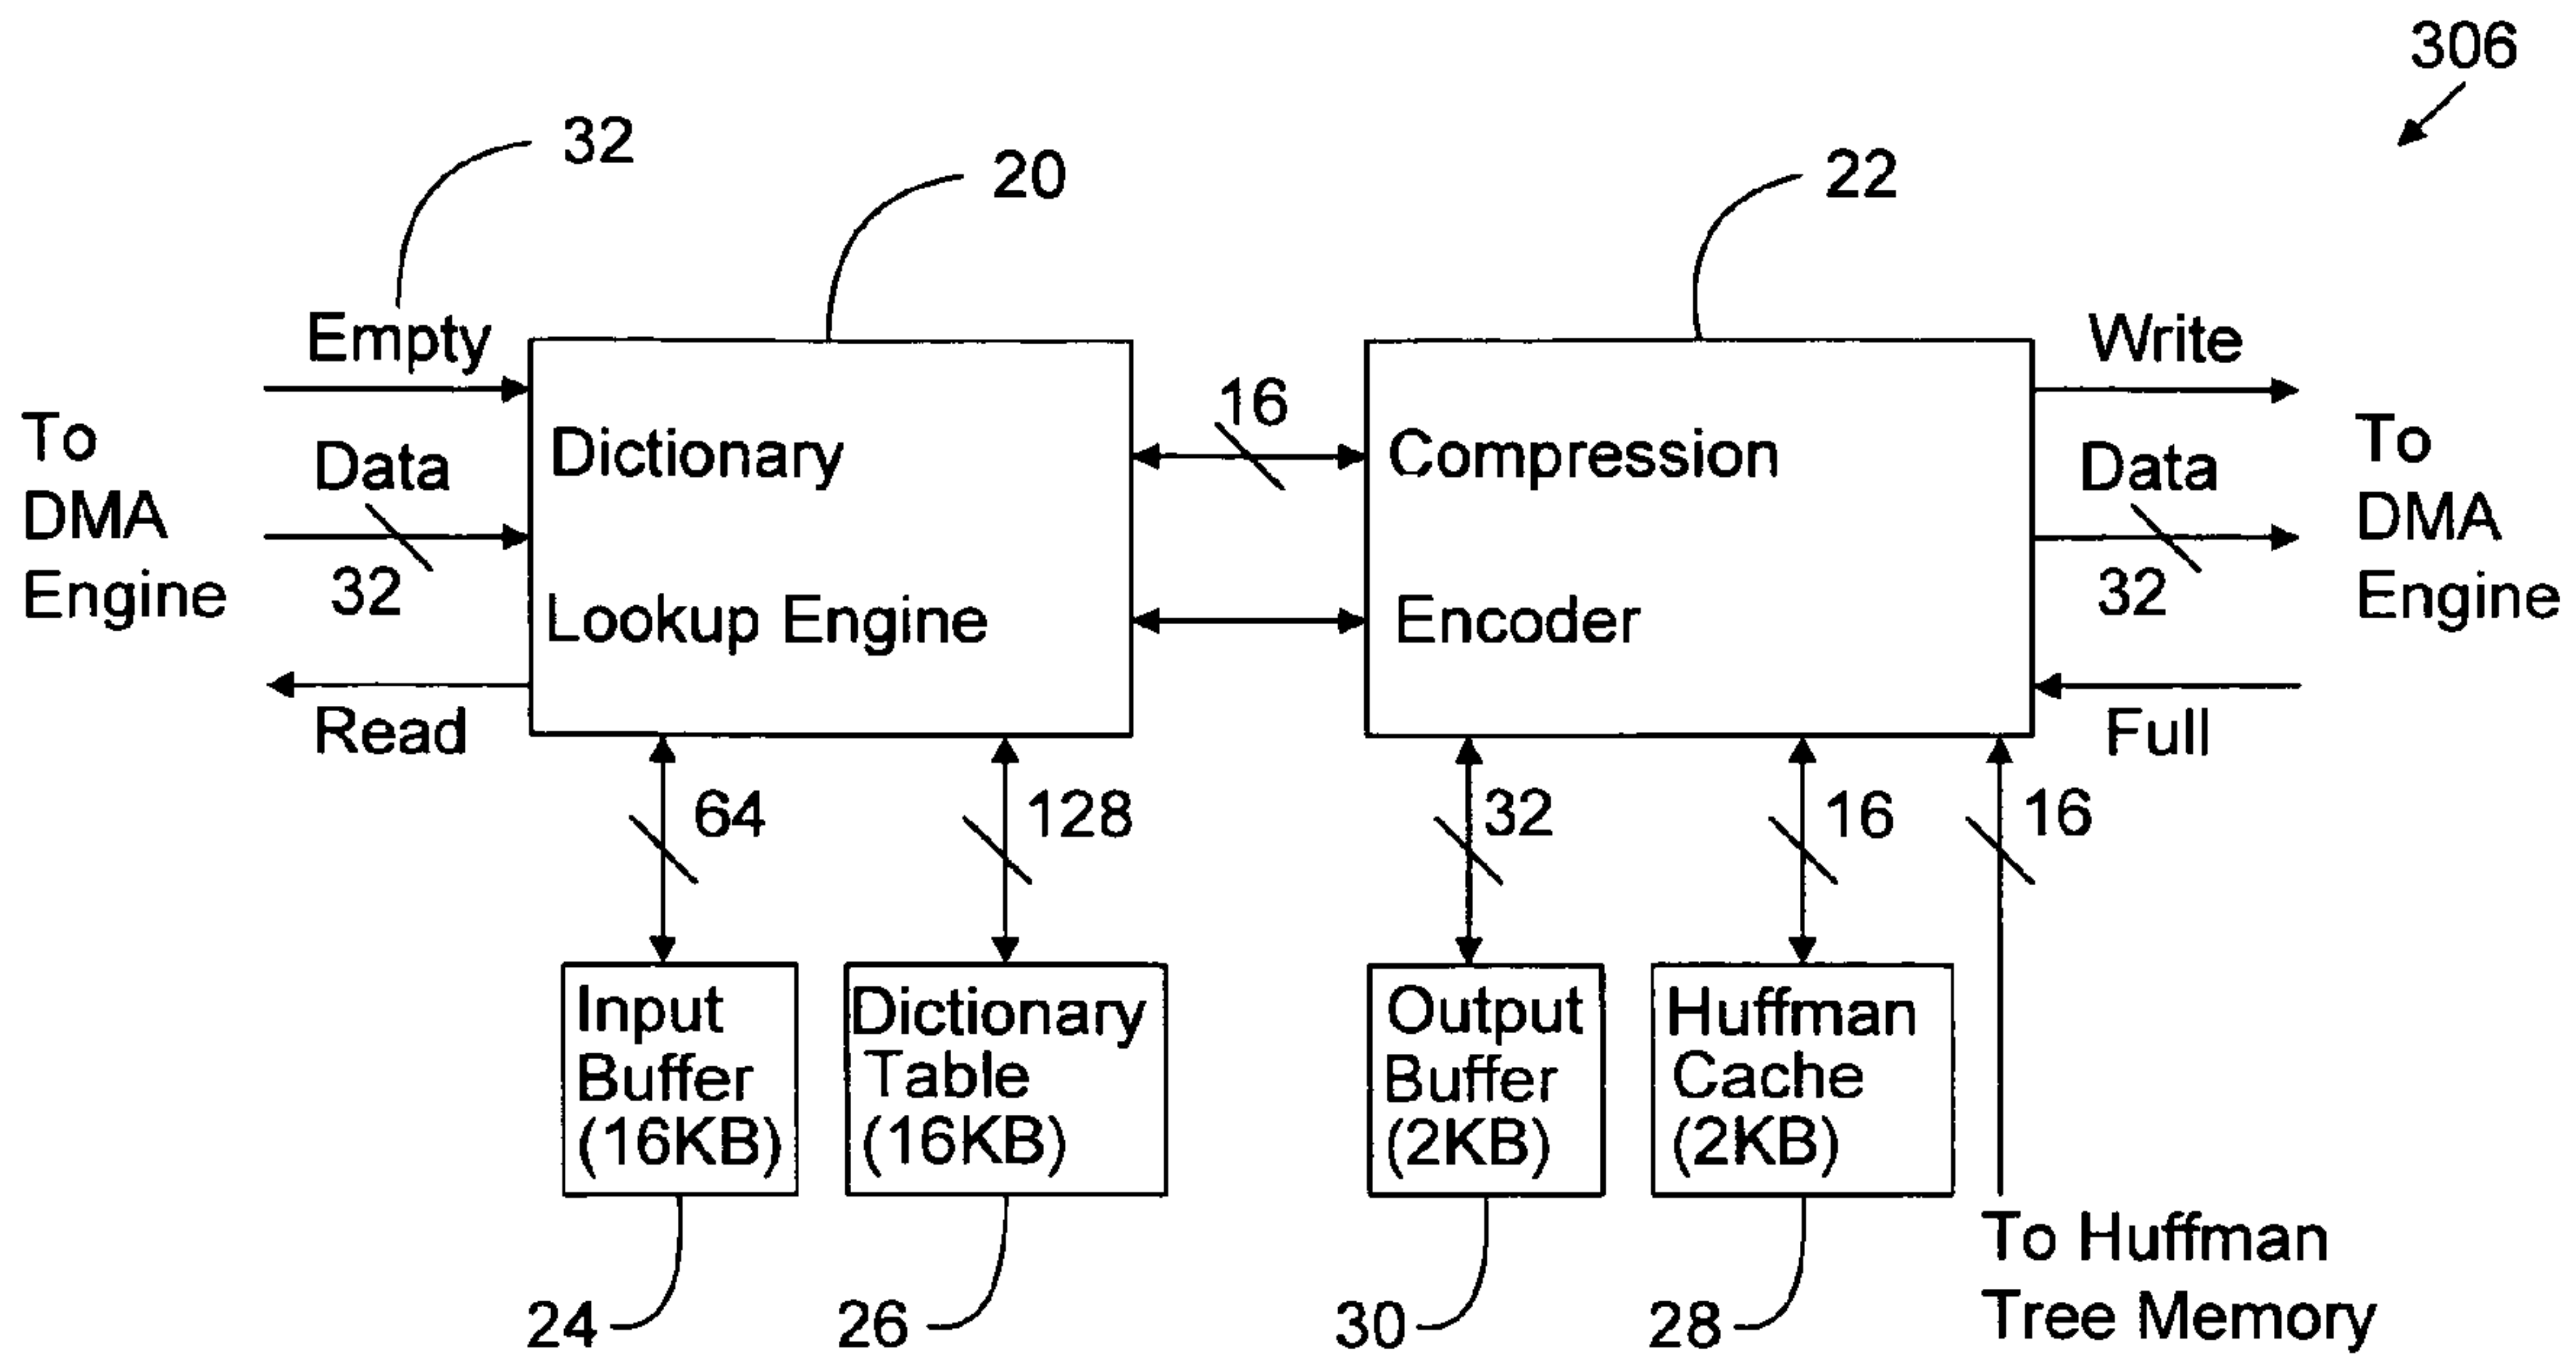 306
32
20
22
Empty
Write
To
DMA
Engine
Data
32
Read
Dictionary
Lookup Engine
16
Compression
Encoder
Data
32
Full
To
DMA
Engine
64
128
32
16
16
Input
Buffer
(16KB)
Dictionary
Table
(16KB)
Output
Buffer
(2KB)
Huffman
Cache
(2KB)
To Huffman
Tree Memory
24
26
30
28